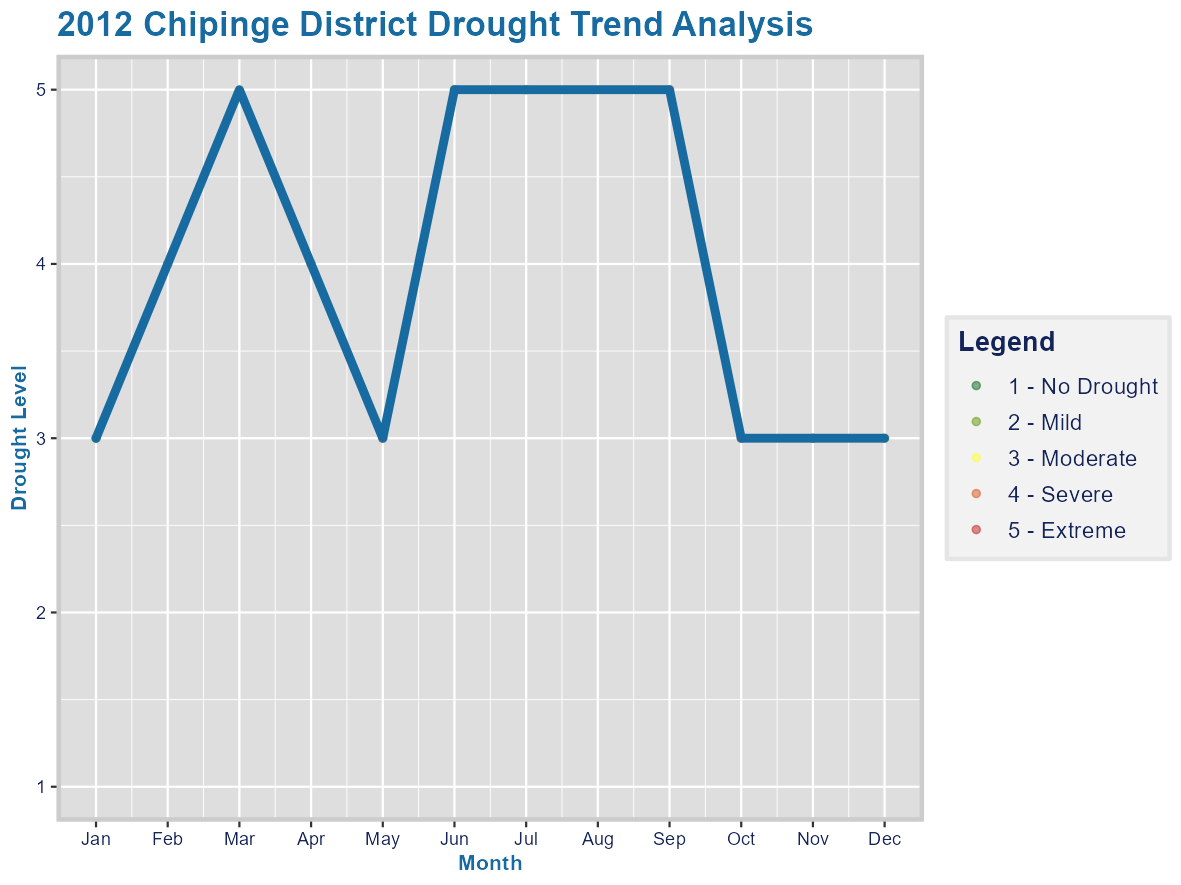 2012 Chipinge District Drought Trend Analysis
5
4
3
2
1
Drought Level
Jan Feb Mar Apr May Jun Jul Aug Sep Oct Nov Dec
Month
Legend
1 - No Drought
2 - Mild
3 - Moderate
4 - Severe
5 - Extreme